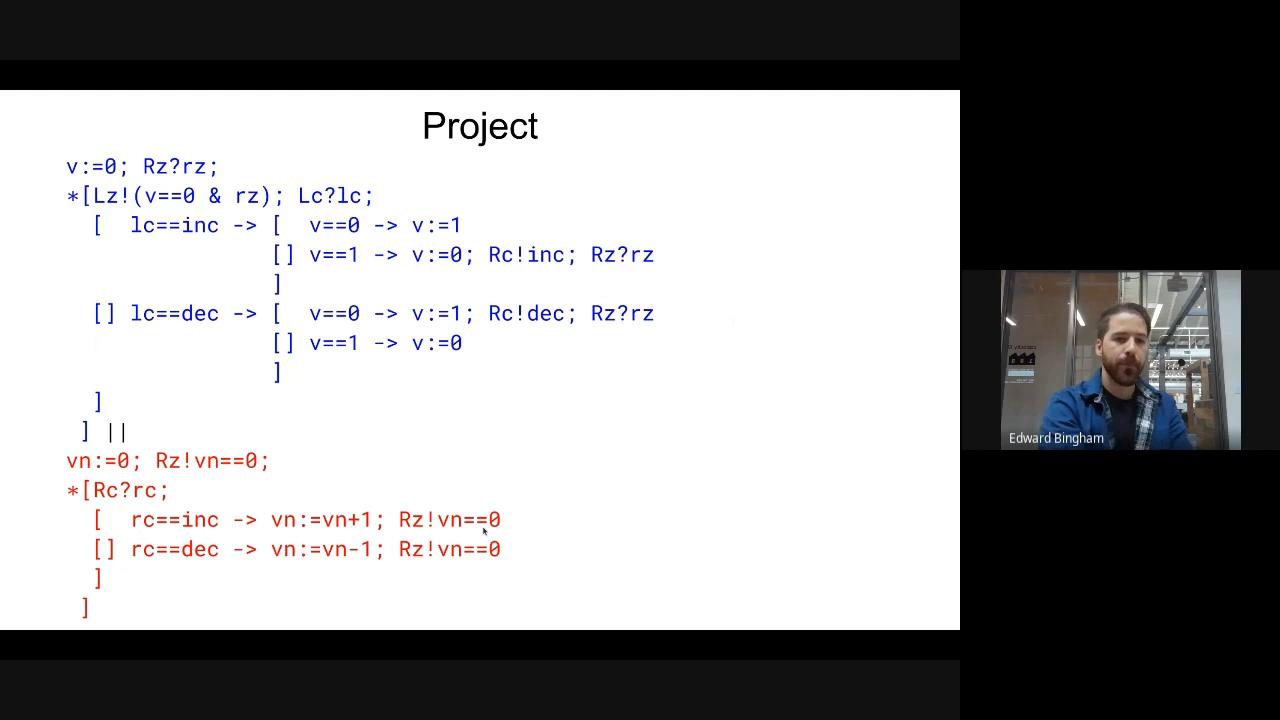 Project
v:=0; Rz?rz;
*[Lz!(v==0 & rz); Lc?lc;
[ lc==inc -> [ v==0 -> v:=1
[] v==1 -> v:=0; Rc!inc; Rz?rz
]
[] lc==dec -> [ v==0 -> v:=1; Rc!dec; Rz?rz
[] v==1 -> v:=0
]
]
] ||
vn:=0; Rz!vn==0;
*[Rc?rc;
[ rc==inc -> vn:=vn+1; Rz!vn==0
[] rc==dec -> vn:=vn-1; Rz!vn==0
]
]
Edward Bingham